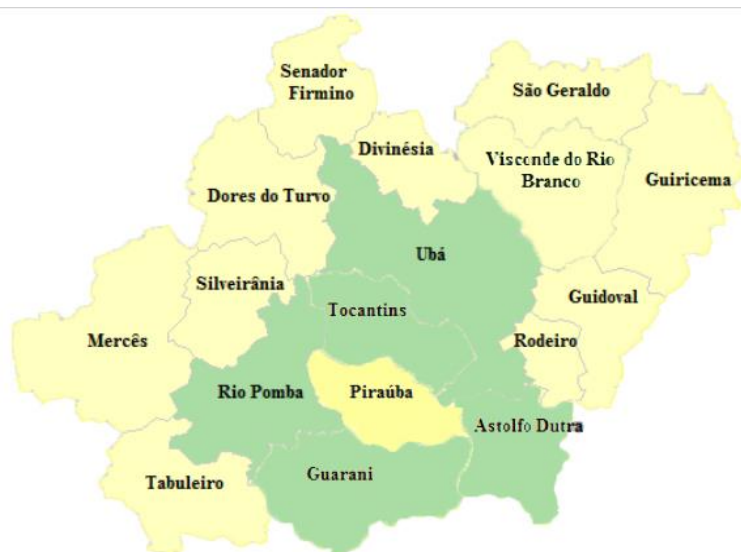 Senador
Firmino
São Geraldo
Divinésia
Visconde do Rio
Branco
Guiricema
Dores do Turvo
Ubá
Silveirânia
Guidoval
Tocantins
Mercês
Rodeiro
Rio Pomba
Piraúba
Astolfo Dutra
Tabuleiro
Guarani